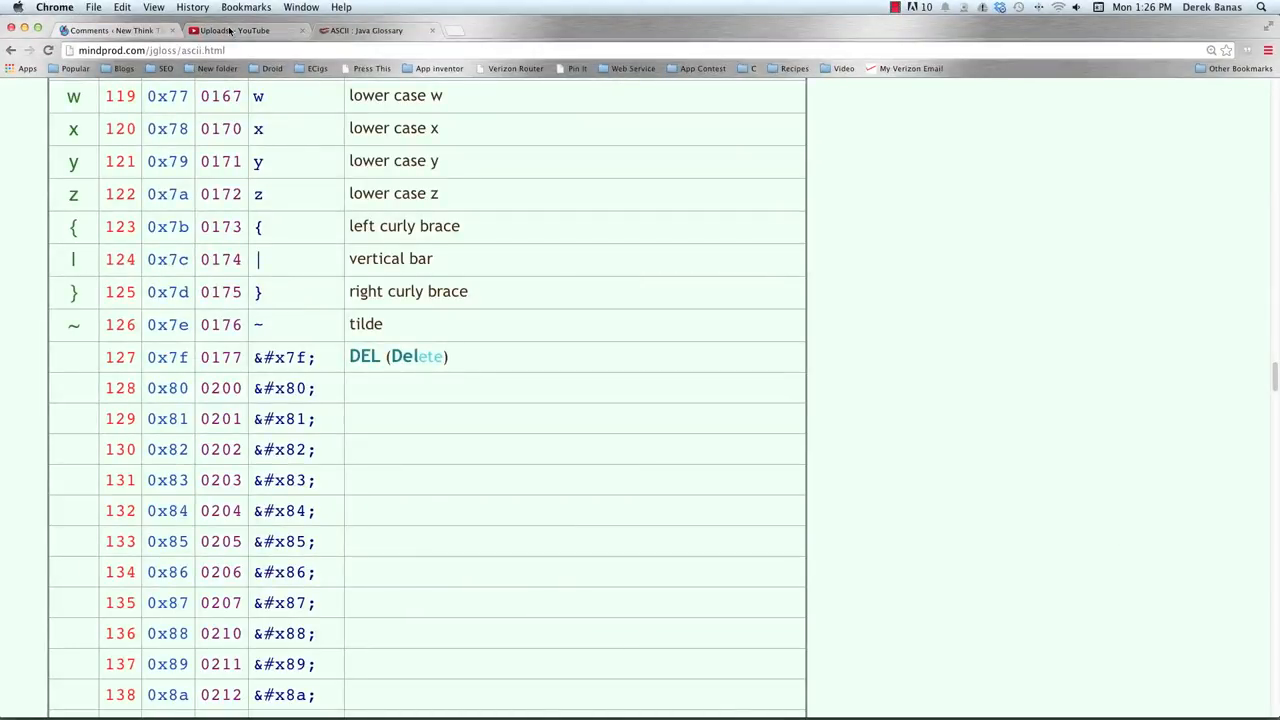 Chrome File Edit View History Bookmarks Window Help 10 Mon 1:26 PM Derek Banas
Comments ‹ New Think T Uploads - YouTube ASCII : Java Glossary
mindprod.com/jgloss/ascii.html
Apps Popular Blogs SEO New folder Droid ECigs Press This App inventor Verizon Router Pin It Web Service App Contest C Recipes Video My Verizon Email Other Bookmarks
w 119 0x77 0167 w lower case w
x 120 0x78 0170 x lower case x
y 121 0x79 0171 y lower case y
z 122 0x7a 0172 z lower case z
{ 123 0x7b 0173 { left curly brace
| 124 0x7c 0174 | vertical bar
} 125 0x7d 0175 } right curly brace
~ 126 0x7e 0176 ~ tilde
127 0x7f 0177 &#x7f; DEL (Delete)
128 0x80 0200 &#x80;
129 0x81 0201 &#x81;
130 0x82 0202 &#x82;
131 0x83 0203 &#x83;
132 0x84 0204 &#x84;
133 0x85 0205 &#x85;
134 0x86 0206 &#x86;
135 0x87 0207 &#x87;
136 0x88 0210 &#x88;
137 0x89 0211 &#x89;
138 0x8a 0212 &#x8a;